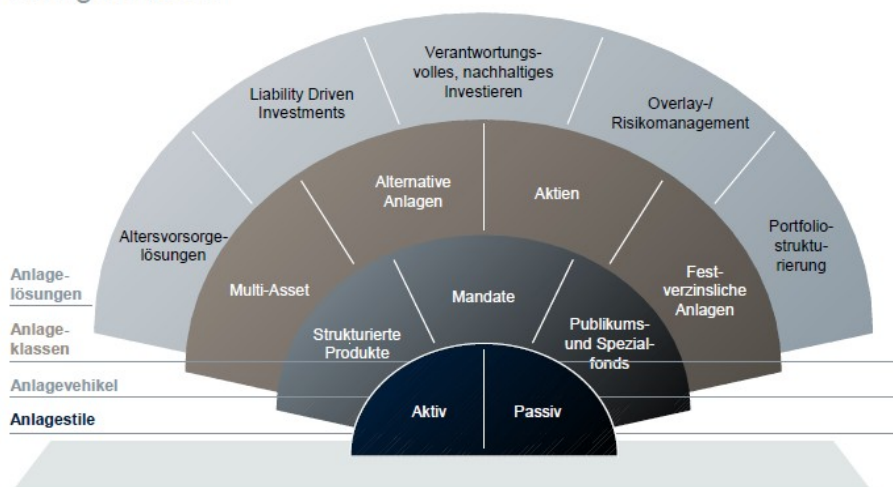 Verantwortungs-
volles, nachhaltiges
Investieren
Liability Driven
Investments
Overlay-/
Risikomanagement
Altersvorsorge-
lösungen
Portfolio-
struktu-
rierung
Alternative
Anlagen
Aktien
Multi-Asset
Fest-
verzinsliche
Anlagen
Mandate
Strukturierte
Produkte
Publikums-
und Spezial-
fonds
Aktiv
Passiv
Anlage-
lösungen
Anlage-
klassen
Anlagevehikel
Anlagestile